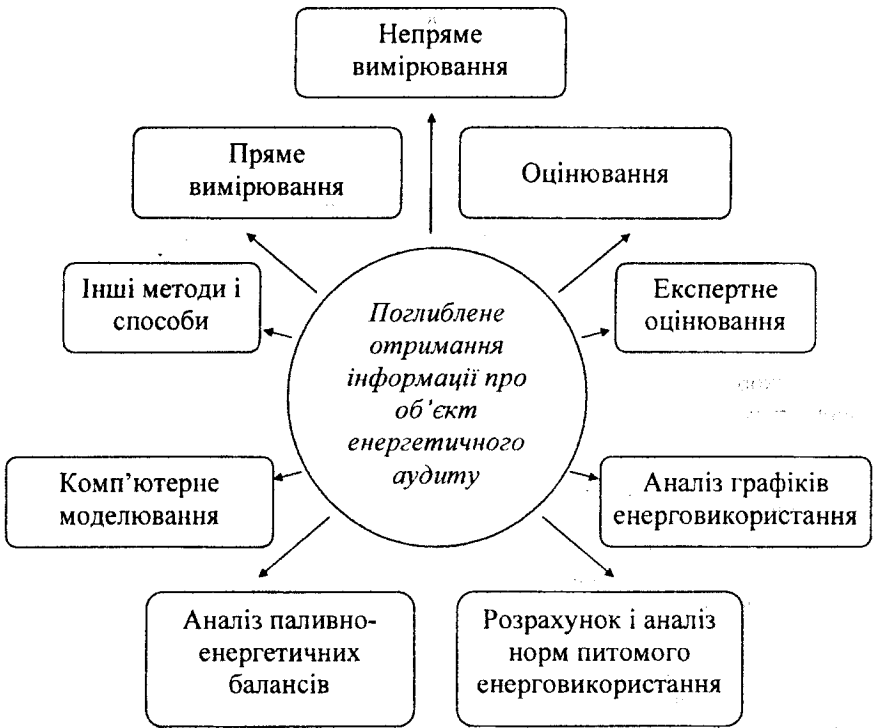 Непряме
вимірювання
Пряме
вимірювання
Оцінювання
Інші методи і
способи
Експертне
оцінювання
Поглиблене
отримання
інформації про
об’єкт
енергетичного
аудиту
Комп’ютерне
моделювання
Аналіз графіків
енерговикористання
Аналіз паливно-
енергетичних
балансів
Розрахунок і аналіз
норм питомого
енерговикористання